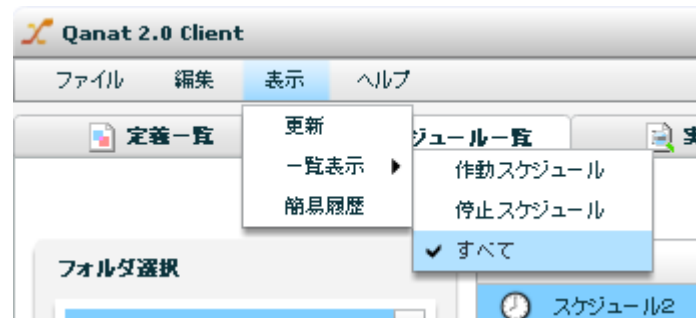 Qanat 2.0 Client
ファイル 編集 表示 ヘルプ
定義一覧 ジュール一覧
更新
一覧表示
簡易履歴
作動スケジュール
停止スケジュール
すべて
フォルダ選択
スケジュール2